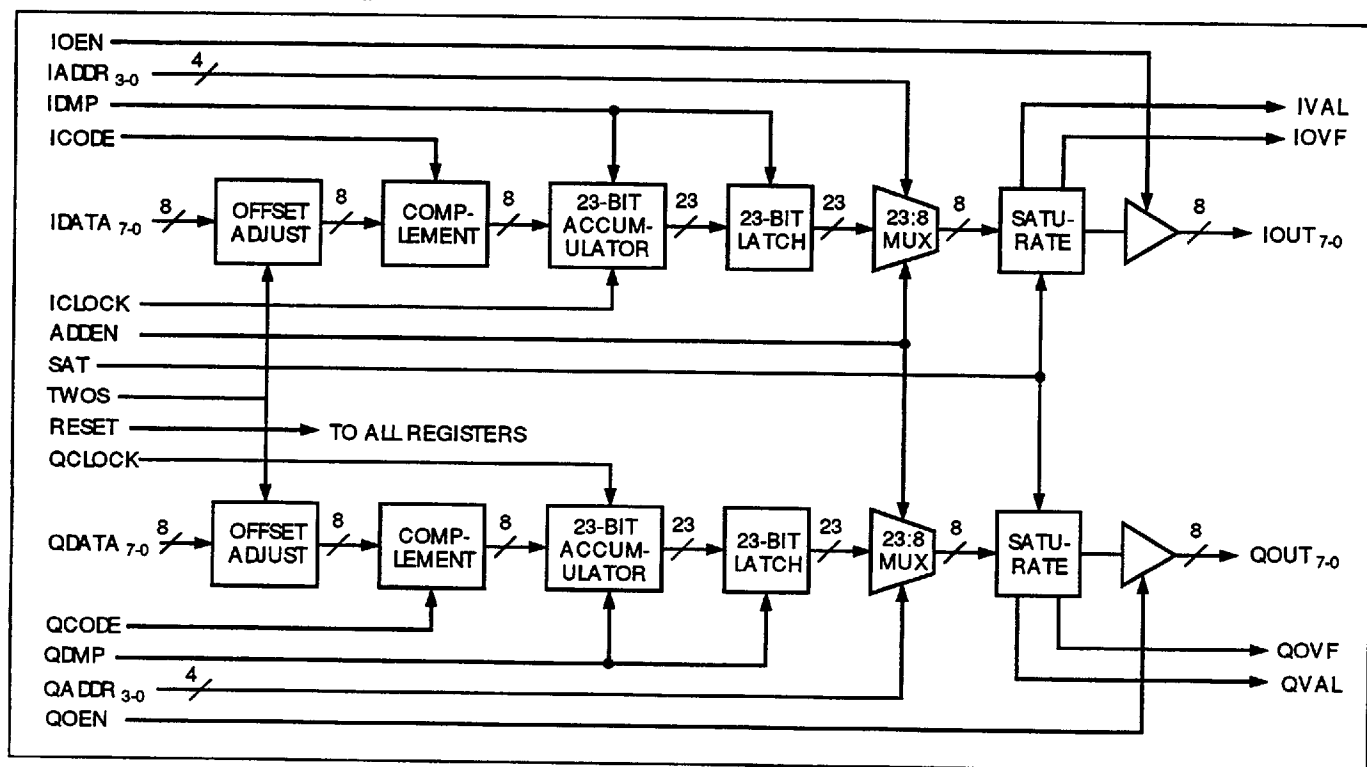 IOEN
IADDR 3-0
4
IDMP
ICODE
IVAL
IOVF
IDATA 7-0
8
OFFSET
ADJUST
8
COMP-
LEMENT
8
23-BIT
ACCUM-
ULATOR
23
23-BIT
LATCH
23
23:8
MUX
8
SATU-
RATE
8
IOUT 7-0
ICLOCK
ADDEN
SAT
TWOS
RESET
TO ALL REGISTERS
QCLOCK
QDATA 7-0
8
OFFSET
ADJUST
8
COMP-
LEMENT
8
23-BIT
ACCUM-
ULATOR
23
23-BIT
LATCH
23
23:8
MUX
8
SATU-
RATE
8
QOUT 7-0
QCODE
QDMP
QADDR 3-0
4
QOEN
QOVF
QVAL